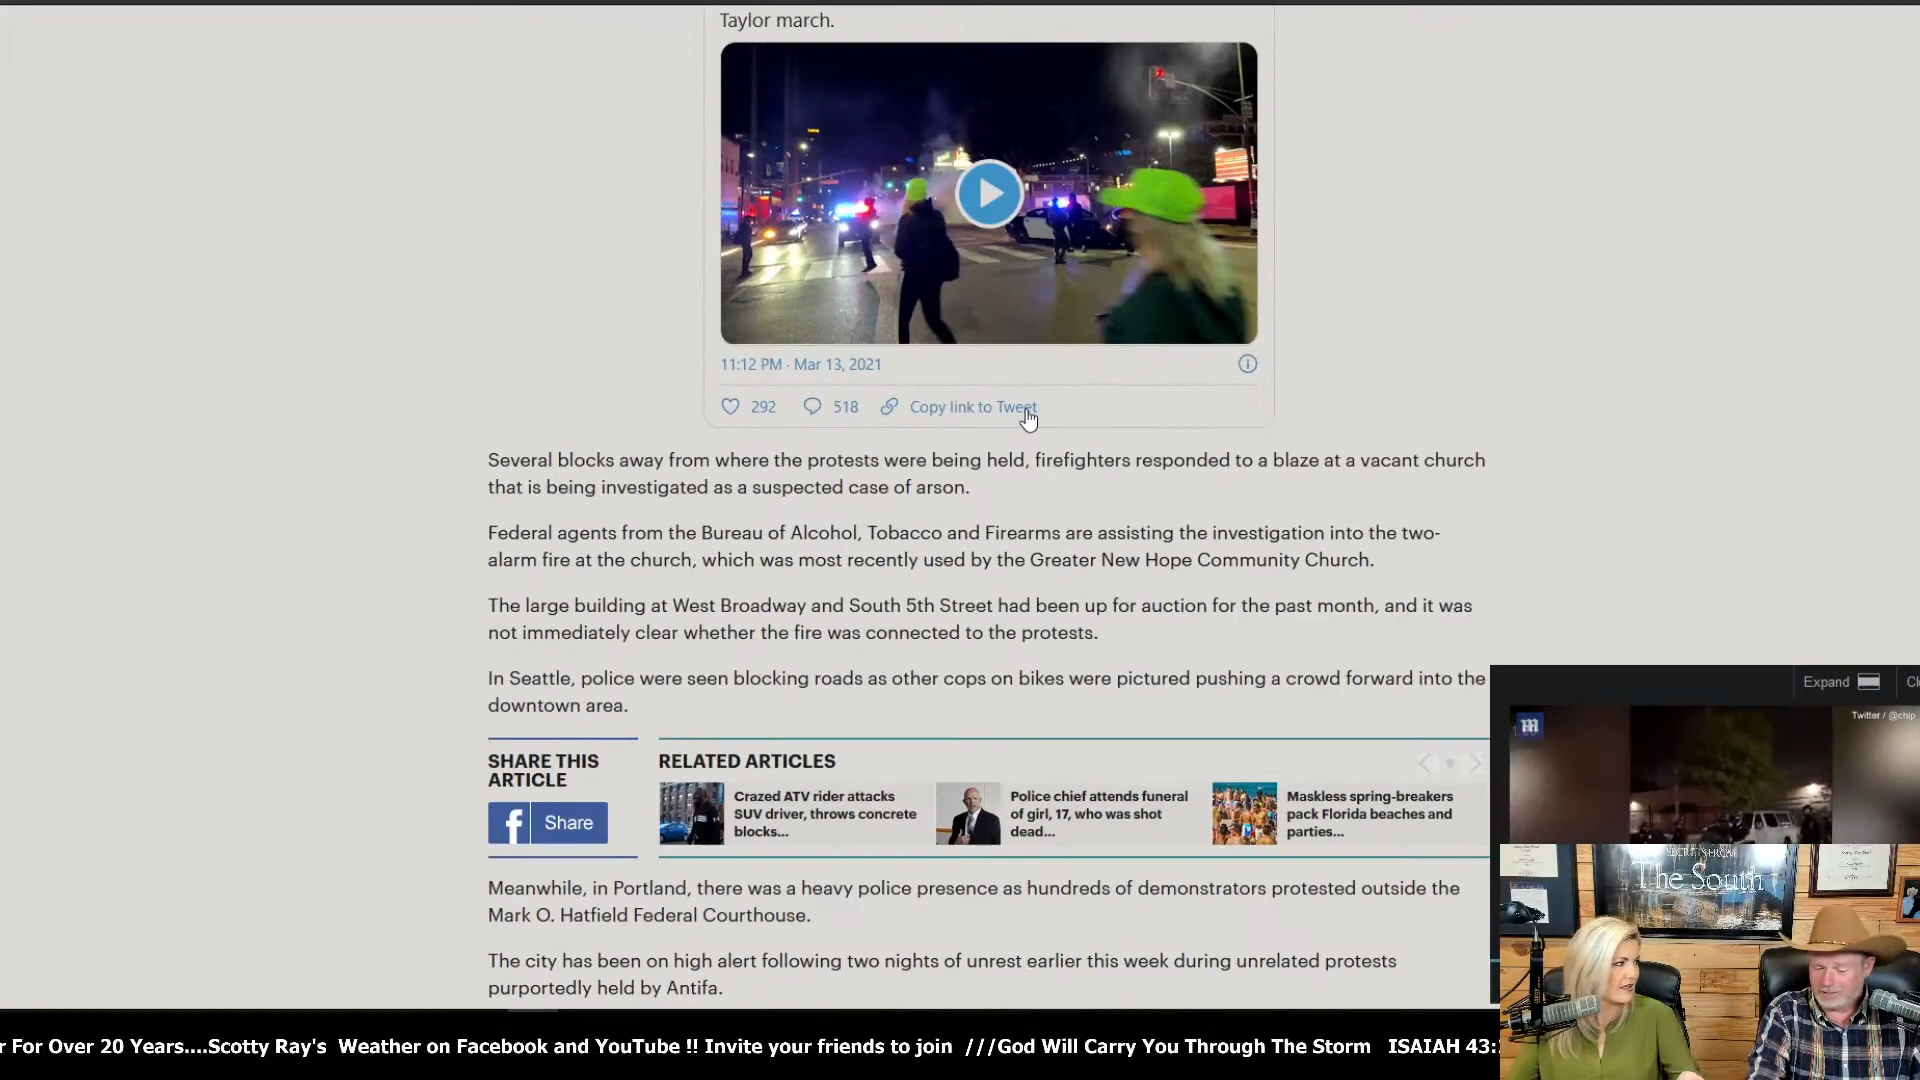 Taylor march.
11:12 PM · Mar 13, 2021
292 518 Copy link to Tweet
Several blocks away from where the protests were being held, firefighters responded to a blaze at a vacant church
that is being investigated as a suspected case of arson.
Federal agents from the Bureau of Alcohol, Tobacco and Firearms are assisting the investigation into the two-
alarm fire at the church, which was most recently used by the Greater New Hope Community Church.
The large building at West Broadway and South 5th Street had been up for auction for the past month, and it was
not immediately clear whether the fire was connected to the protests.
In Seattle, police were seen blocking roads as other cops on bikes were pictured pushing a crowd forward into the
downtown area.
Expand Cl
Twitter / @chip
SHARE THIS
ARTICLE
Share
RELATED ARTICLES
Crazed ATV rider attacks
SUV driver, throws concrete
blocks...
Police chief attends funeral
of girl, 17, who was shot
dead...
Maskless spring-breakers
pack Florida beaches and
parties...
SECRETS FROM
The South
Meanwhile, in Portland, there was a heavy police presence as hundreds of demonstrators protested outside the
Mark O. Hatfield Federal Courthouse.
The city has been on high alert following two nights of unrest earlier this week during unrelated protests
purportedly held by Antifa.
r For Over 20 Years....Scotty Ray's Weather on Facebook and YouTube !! Invite your friends to join ///God Will Carry You Through The Storm ISAIAH 43: